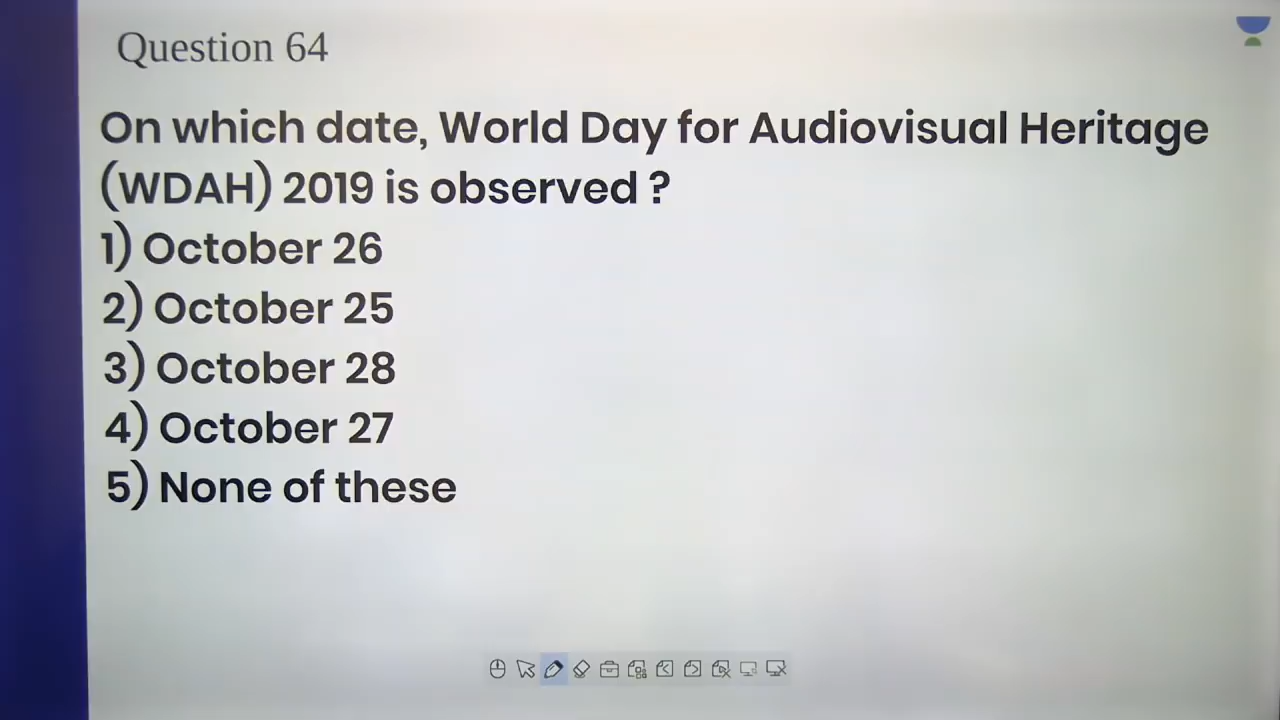 Question 64
On which date, World Day for Audiovisual Heritage
(WDAH) 2019 is observed ?
1) October 26
2) October 25
3) October 28
4) October 27
5) None of these